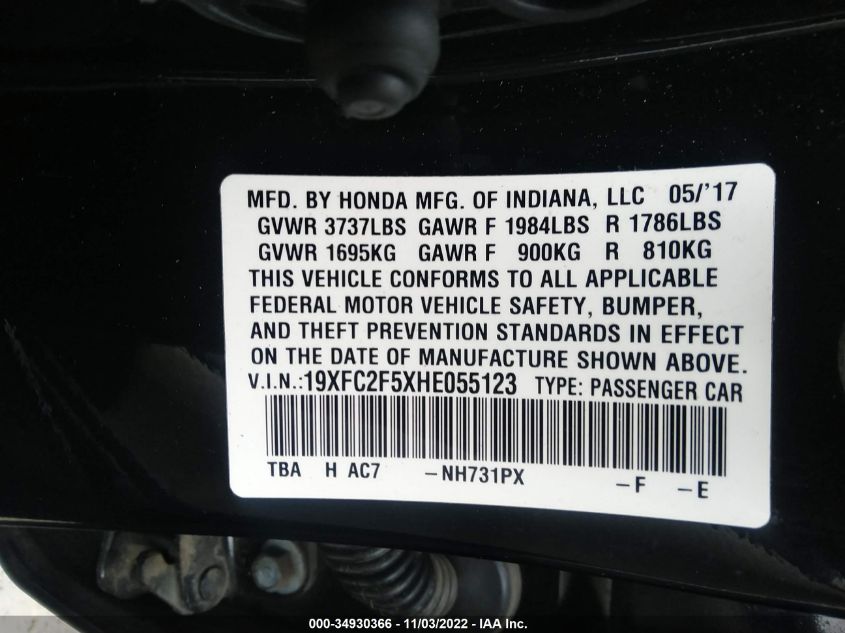 MFD. BY HONDA MFG. OF INDIANA, LLC 05/'17
GVWR 3737LBS GAWR F 1984LBS R 1786LBS
GVWR 1695KG GAWR F 900KG R 810KG
THIS VEHICLE CONFORMS TO ALL APPLICABLE
FEDERAL MOTOR VEHICLE SAFETY, BUMPER,
AND THEFT PREVENTION STANDARDS IN EFFECT
ON THE DATE OF MANUFACTURE SHOWN ABOVE.
V.I.N.:19XFC2F5XHE055123 TYPE: PASSENGER CAR
TBA H AC7 -NH731PX -F -E
000-34930366 - 11/03/2022 - IAA Inc.